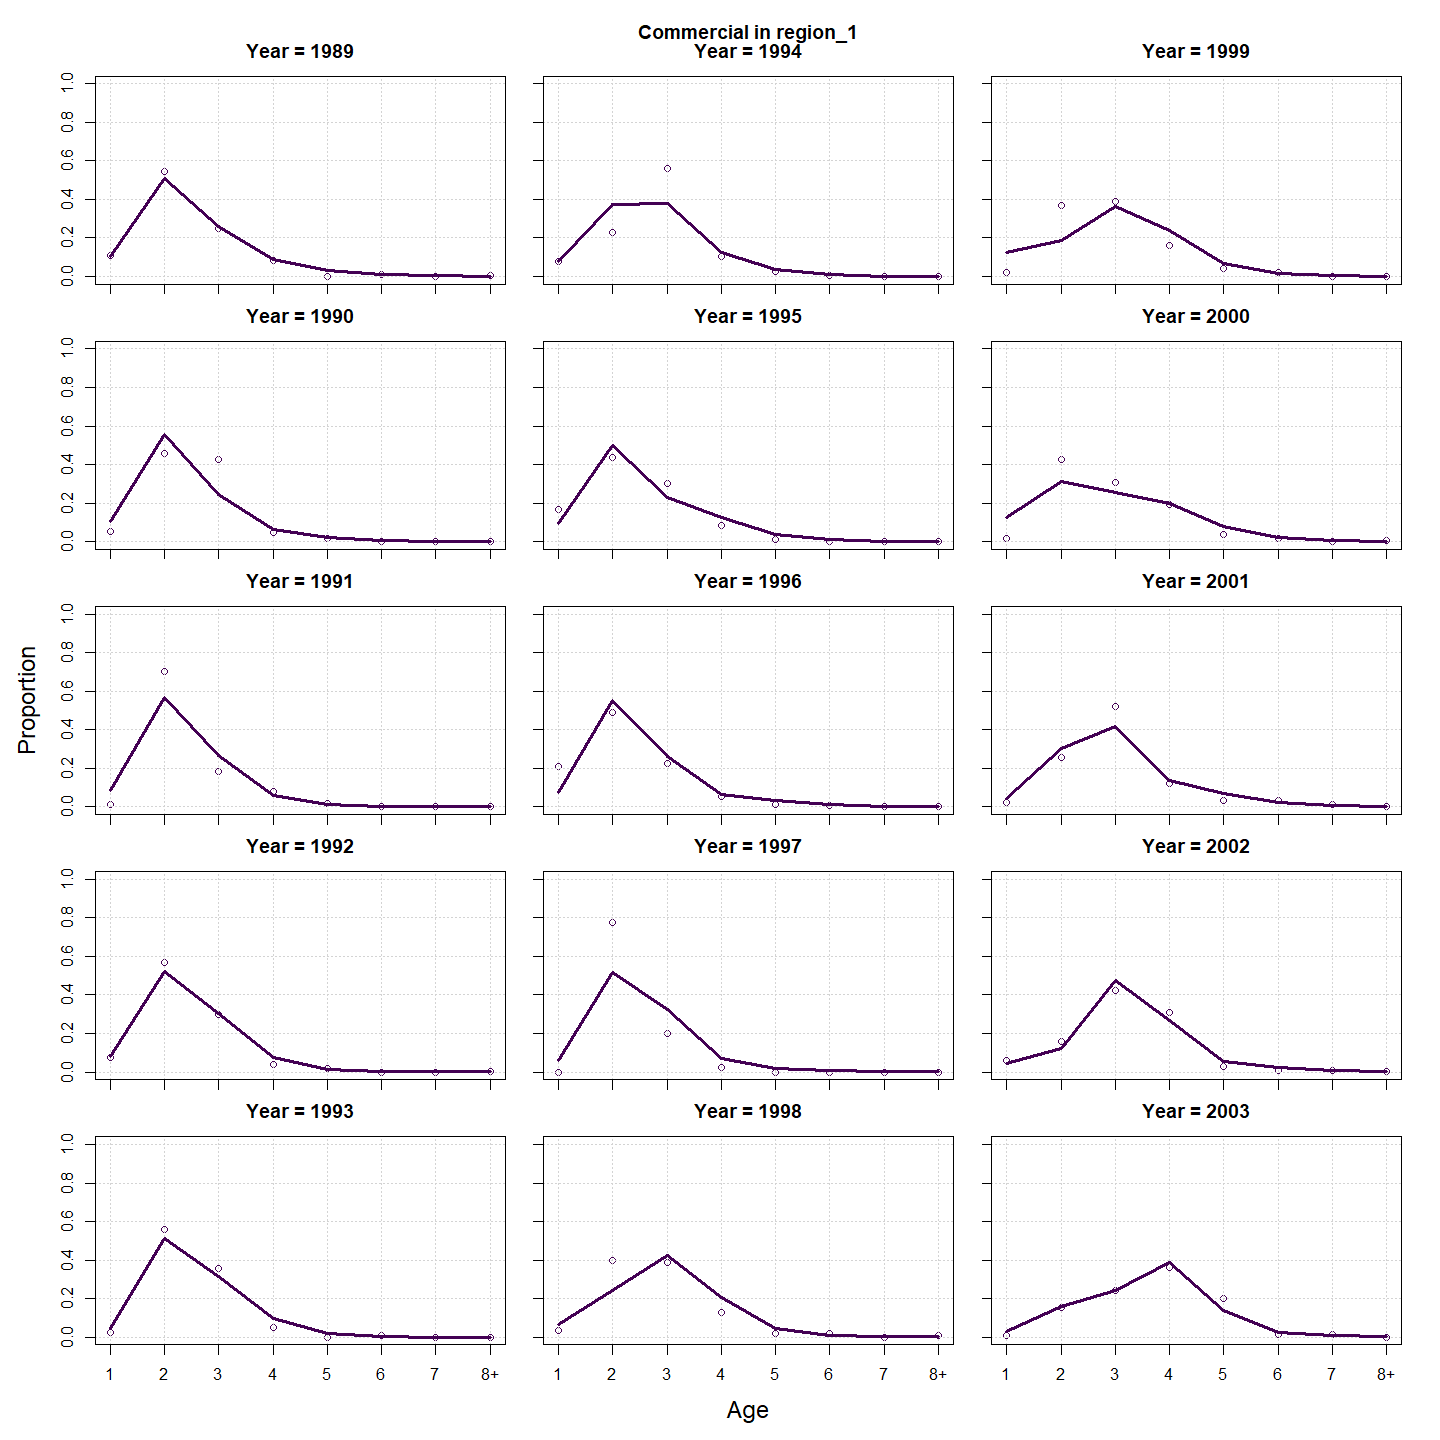 Commercial in region_1
Year = 1989
Year = 1994
Year = 1999
0.0 0.2 0.4 0.6 0.8 1.0
Year = 1990
Year = 1995
Year = 2000
0.0 0.2 0.4 0.6 0.8 1.0
Year = 1991
Year = 1996
Year = 2001
0.0 0.2 0.4 0.6 0.8 1.0
Proportion
Year = 1992
Year = 1997
Year = 2002
0.0 0.2 0.4 0.6 0.8 1.0
Year = 1993
Year = 1998
Year = 2003
0.0 0.2 0.4 0.6 0.8 1.0
1 2 3 4 5 6 7 8+
1 2 3 4 5 6 7 8+
1 2 3 4 5 6 7 8+
Age